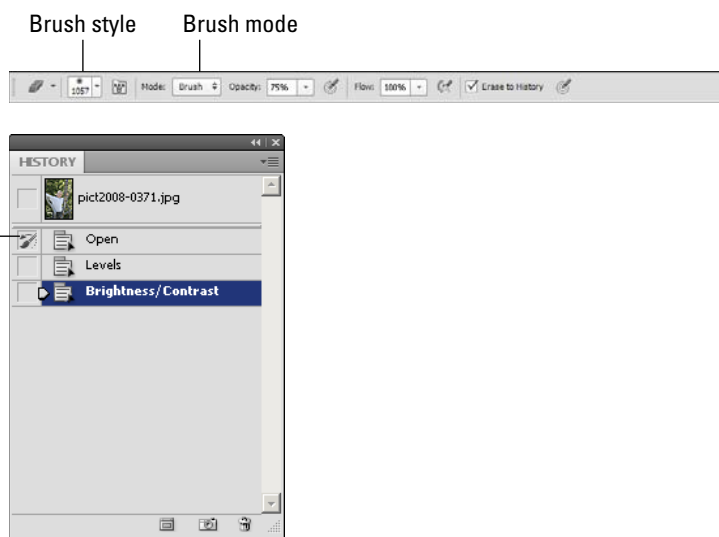 Brush style Brush mode
1057 Mode: Brush Opacity: 75% Flow: 100% Erase to History
HISTORY
pict2008-0371.jpg
Open
Levels
Brightness/Contrast